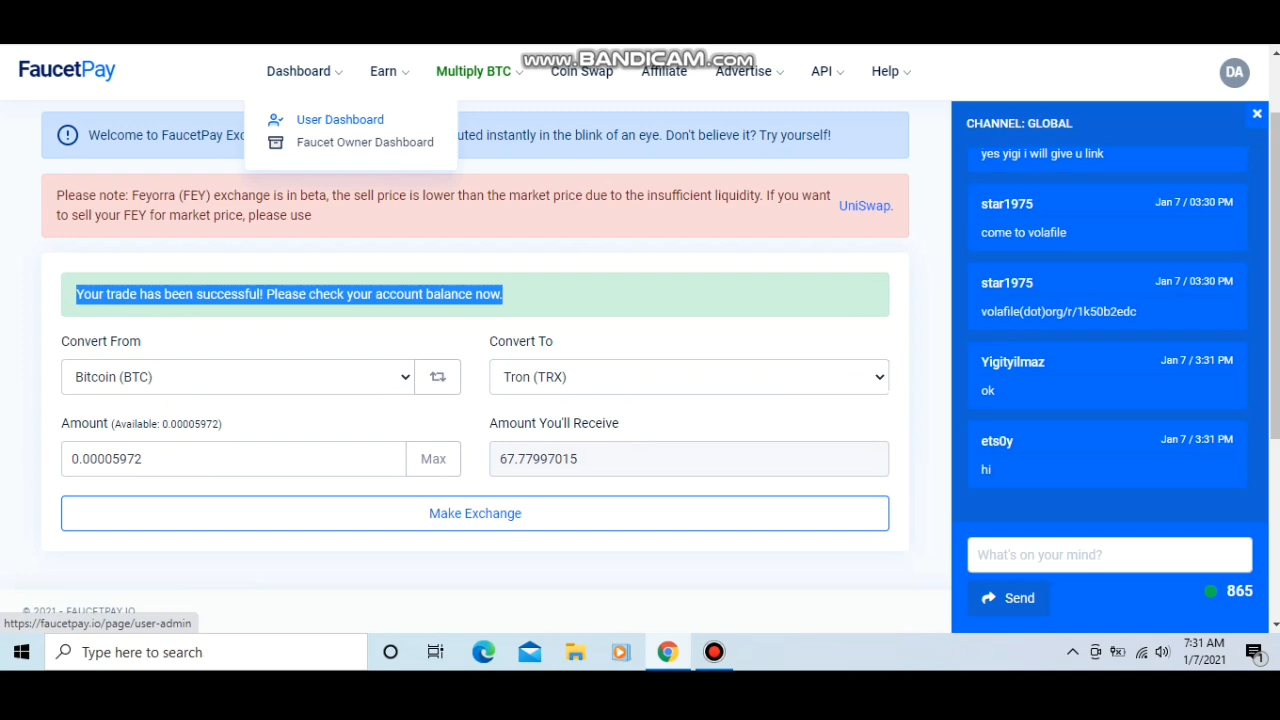 www.BANDICAM.com
FaucetPay
Dashboard
Earn
Multiply BTC
Coin Swap
Affiliate
Advertise
API
Help
DA
User Dashboard
Faucet Owner Dashboard
Welcome to FaucetPay Exc
uted instantly in the blink of an eye. Don't believe it? Try yourself!
Please note: Feyorra (FEY) exchange is in beta, the sell price is lower than the market price due to the insufficient liquidity. If you want
to sell your FEY for market price, please use
UniSwap.
Your trade has been successful! Please check your account balance now.
Convert From
Convert To
Bitcoin (BTC)
Tron (TRX)
Amount (Available: 0.00005972)
Amount You'll Receive
0.00005972
Max
67.77997015
Make Exchange
© 2021 - FAUCETPAY.IO
https://faucetpay.io/page/user-admin
CHANNEL: GLOBAL
yes yigi i will give u link
star1975 Jan 7 / 03:30 PM
come to volafile
star1975 Jan 7 / 03:30 PM
volafile(dot)org/r/1k50b2edc
Yigityilmaz Jan 7 / 3:31 PM
ok
ets0y Jan 7 / 3:31 PM
hi
What's on your mind?
Send
865
Type here to search
7:31 AM
1/7/2021
1